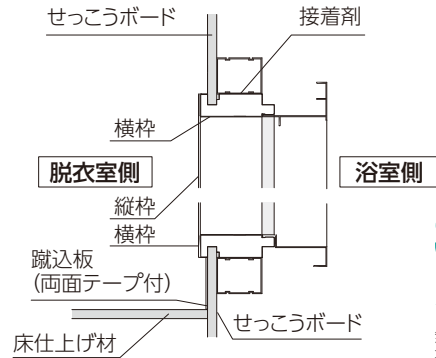 せっこうボード
接着剤
横枠
脱衣室側
浴室側
縦枠
横枠
蹴込板
(両面テープ付)
せっこうボード
床仕上げ材